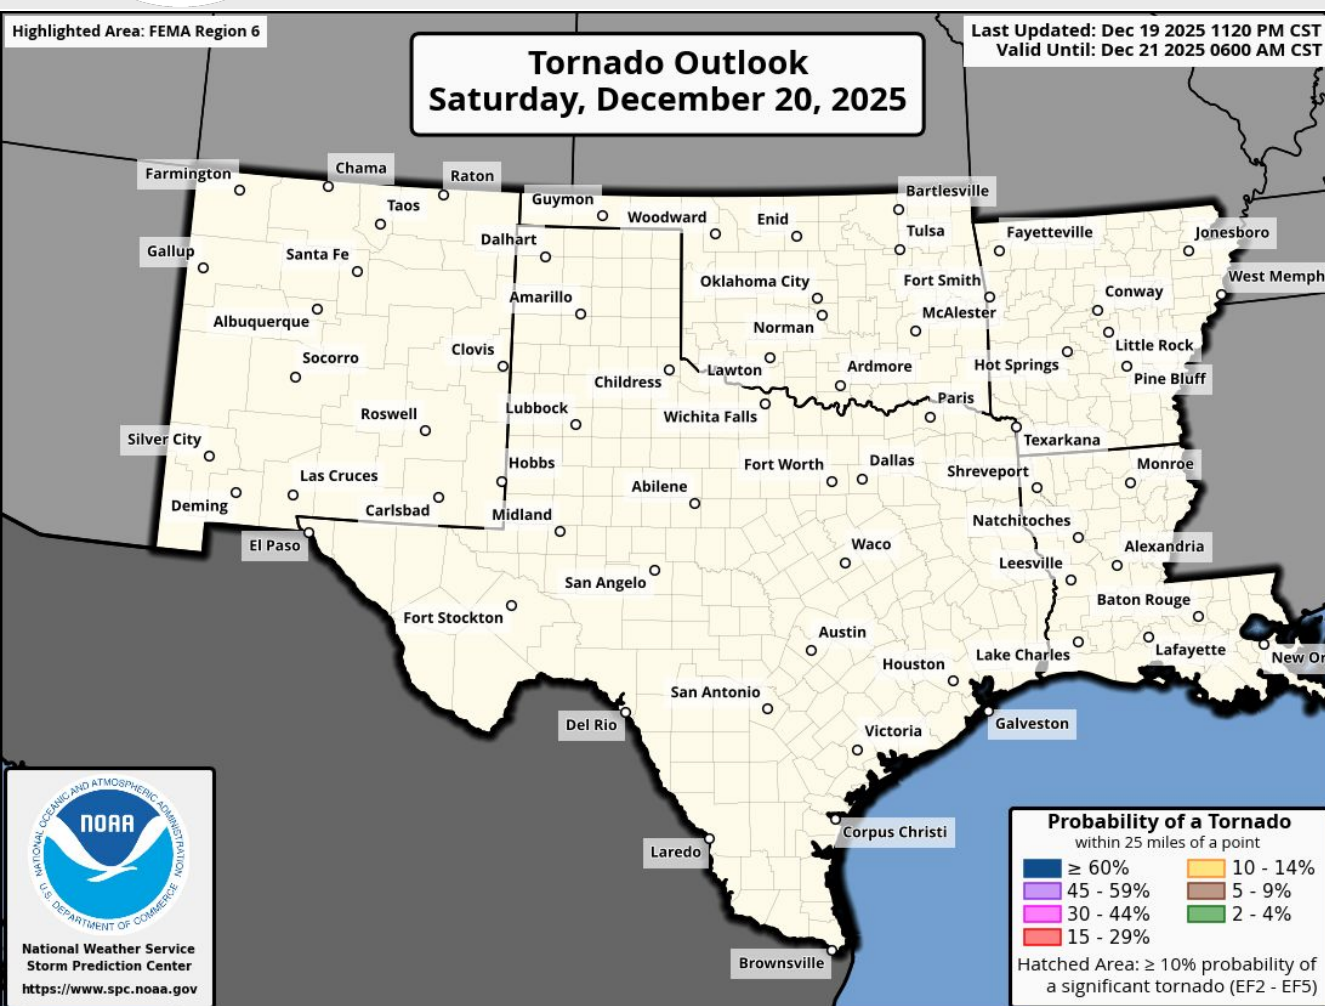 Highlighted Area: FEMA Region 6
Last Updated: Dec 19 2025 1120 PM CST
Valid Until: Dec 21 2025 0600 AM CST
Tornado Outlook
Saturday, December 20, 2025
Farmington
Chama
Raton
Taos
Guymon
Woodward
Enid
Bartlesville
Tulsa
Fayetteville
Jonesboro
Gallup
Santa Fe
Dalhart
Oklahoma City
Fort Smith
West Memph
Amarillo
Conway
Albuquerque
Norman
McAlester
Little Rock
Socorro
Clovis
Childress
Lawton
Ardmore
Hot Springs
Pine Bluff
Roswell
Lubbock
Wichita Falls
Paris
Silver City
Texarkana
Las Cruces
Hobbs
Fort Worth
Dallas
Shreveport
Monroe
Deming
Carlsbad
Abilene
Midland
Natchitoches
El Paso
Waco
Alexandria
San Angelo
Leesville
Fort Stockton
Baton Rouge
Austin
Lake Charles
Lafayette
New Or
Houston
San Antonio
Del Rio
Galveston
Victoria
Corpus Christi
Laredo
Brownsville
NATIONAL OCEANIC AND ATMOSPHERIC ADMINISTRATION
NOAA
U.S. DEPARTMENT OF COMMERCE
National Weather Service
Storm Prediction Center
https://www.spc.noaa.gov
Probability of a Tornado
within 25 miles of a point
≥ 60%
45 - 59%
30 - 44%
15 - 29%
10 - 14%
5 - 9%
2 - 4%
Hatched Area: ≥ 10% probability of
a significant tornado (EF2 - EF5)